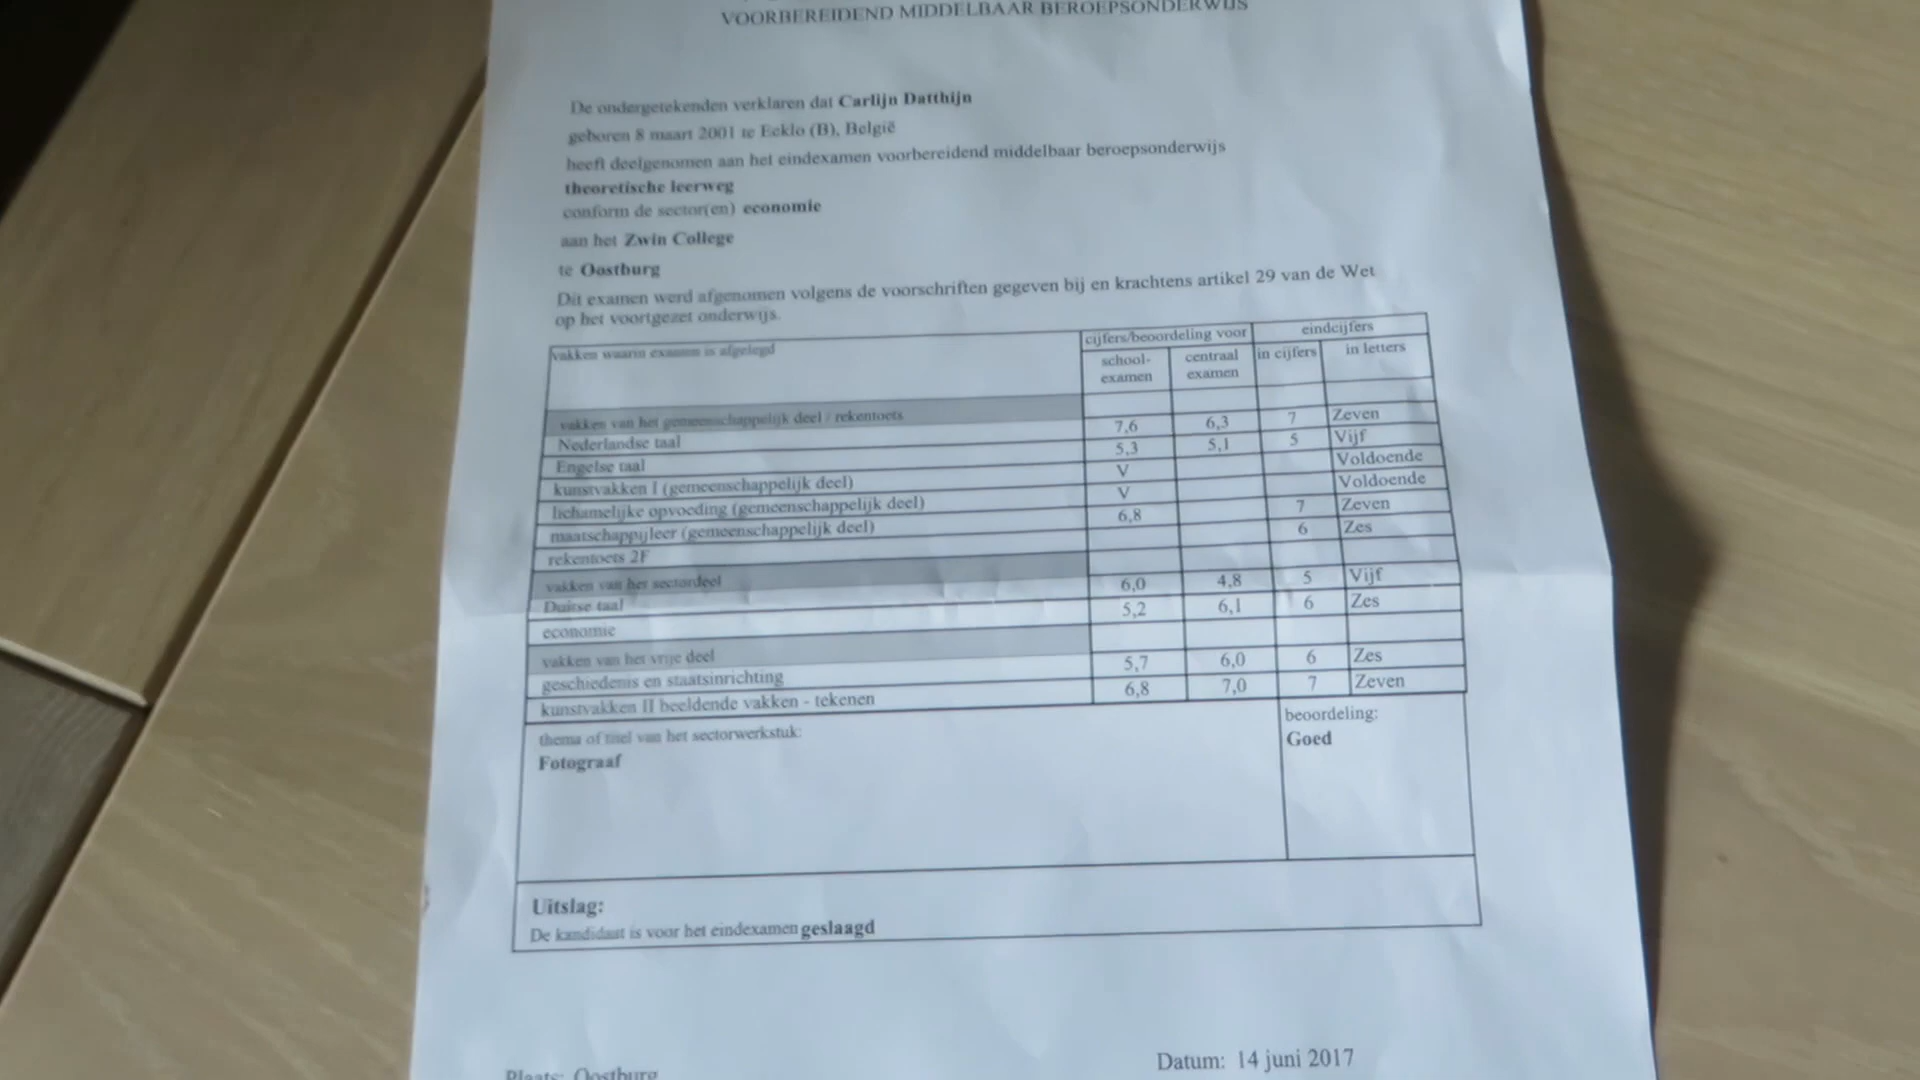 VOORBEREIDEND MIDDELBAAR BEROEPSONDERWIJS
De ondergetekenden verklaren dat Carlijn Datthijn
geboren 8 maart 2001 te Eeklo (B), België
heeft deelgenomen aan het eindexamen voorbereidend middelbaar beroepsonderwijs
theoretische leerweg
conform de sector(en) economie
aan het Zwin College
te Oostburg
Dit examen werd afgenomen volgens de voorschriften gegeven bij en krachtens artikel 29 van de Wet
op het voortgezet onderwijs.
vakken waarin examen is afgelegd cijfers/beoordeling voor eindcijfers
school-examen centraal examen in cijfers in letters
vakken van het gemeenschappelijk deel / rekentoets
Nederlandse taal 7,6 6,3 7 Zeven
Engelse taal 5,3 5,1 5 Vijf
kunstvakken I (gemeenschappelijk deel) V Voldoende
lichamelijke opvoeding (gemeenschappelijk deel) V Voldoende
maatschappijleer (gemeenschappelijk deel) 6,8 7 Zeven
rekentoets 2F 6 Zes
vakken van het sectordeel
Duitse taal 6,0 4,8 5 Vijf
economie 5,2 6,1 6 Zes
vakken van het vrije deel
geschiedenis en staatsinrichting 5,7 6,0 6 Zes
kunstvakken II beeldende vakken - tekenen 6,8 7,0 7 Zeven
thema of titel van het sectorwerkstuk: beoordeling:
Fotograaf Goed
Uitslag:
De kandidaat is voor het eindexamen geslaagd
Plaats: Oostburg Datum: 14 juni 2017